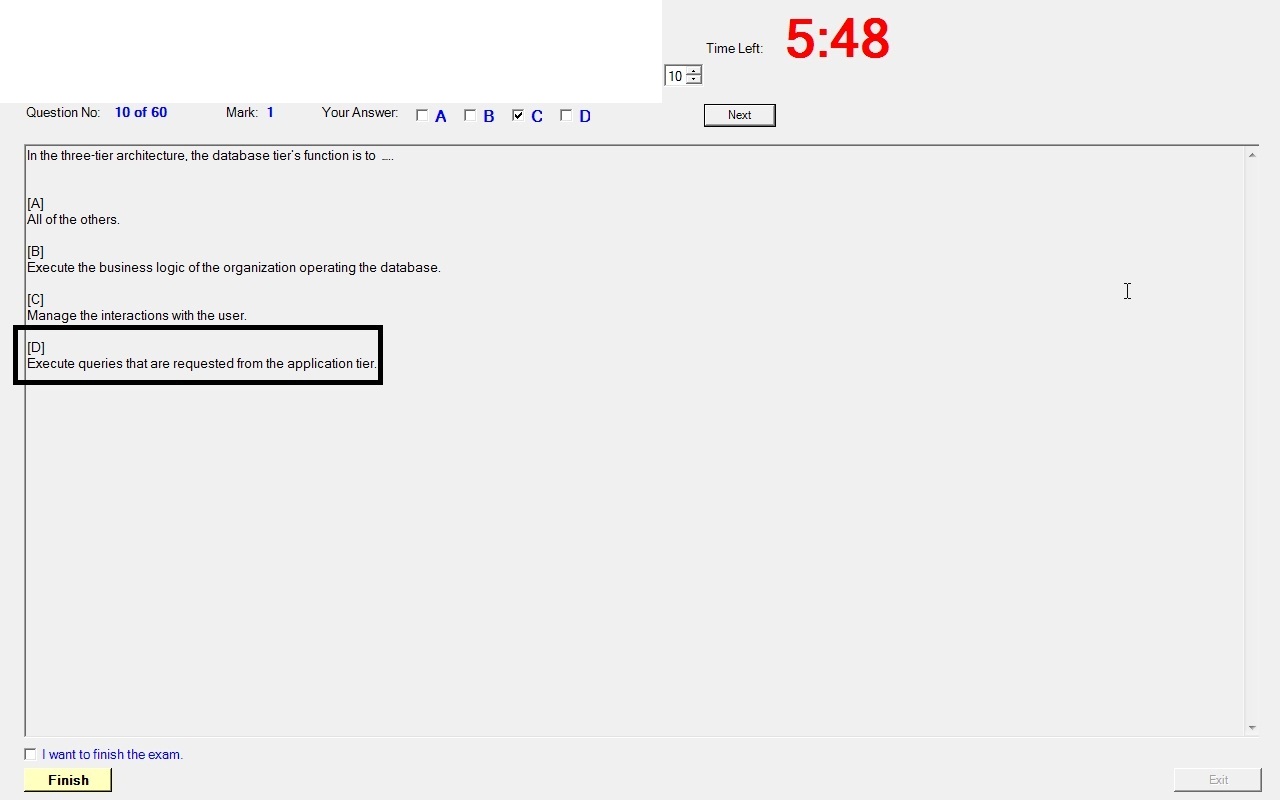 Time Left: 5:48
10
Question No: 10 of 60 Mark: 1 Your Answer: A B C D Next
In the three-tier architecture, the database tier's function is to ....
[A]
All of the others.
[B]
Execute the business logic of the organization operating the database.
[C]
Manage the interactions with the user.
[D]
Execute queries that are requested from the application tier.
I want to finish the exam.
Finish Exit